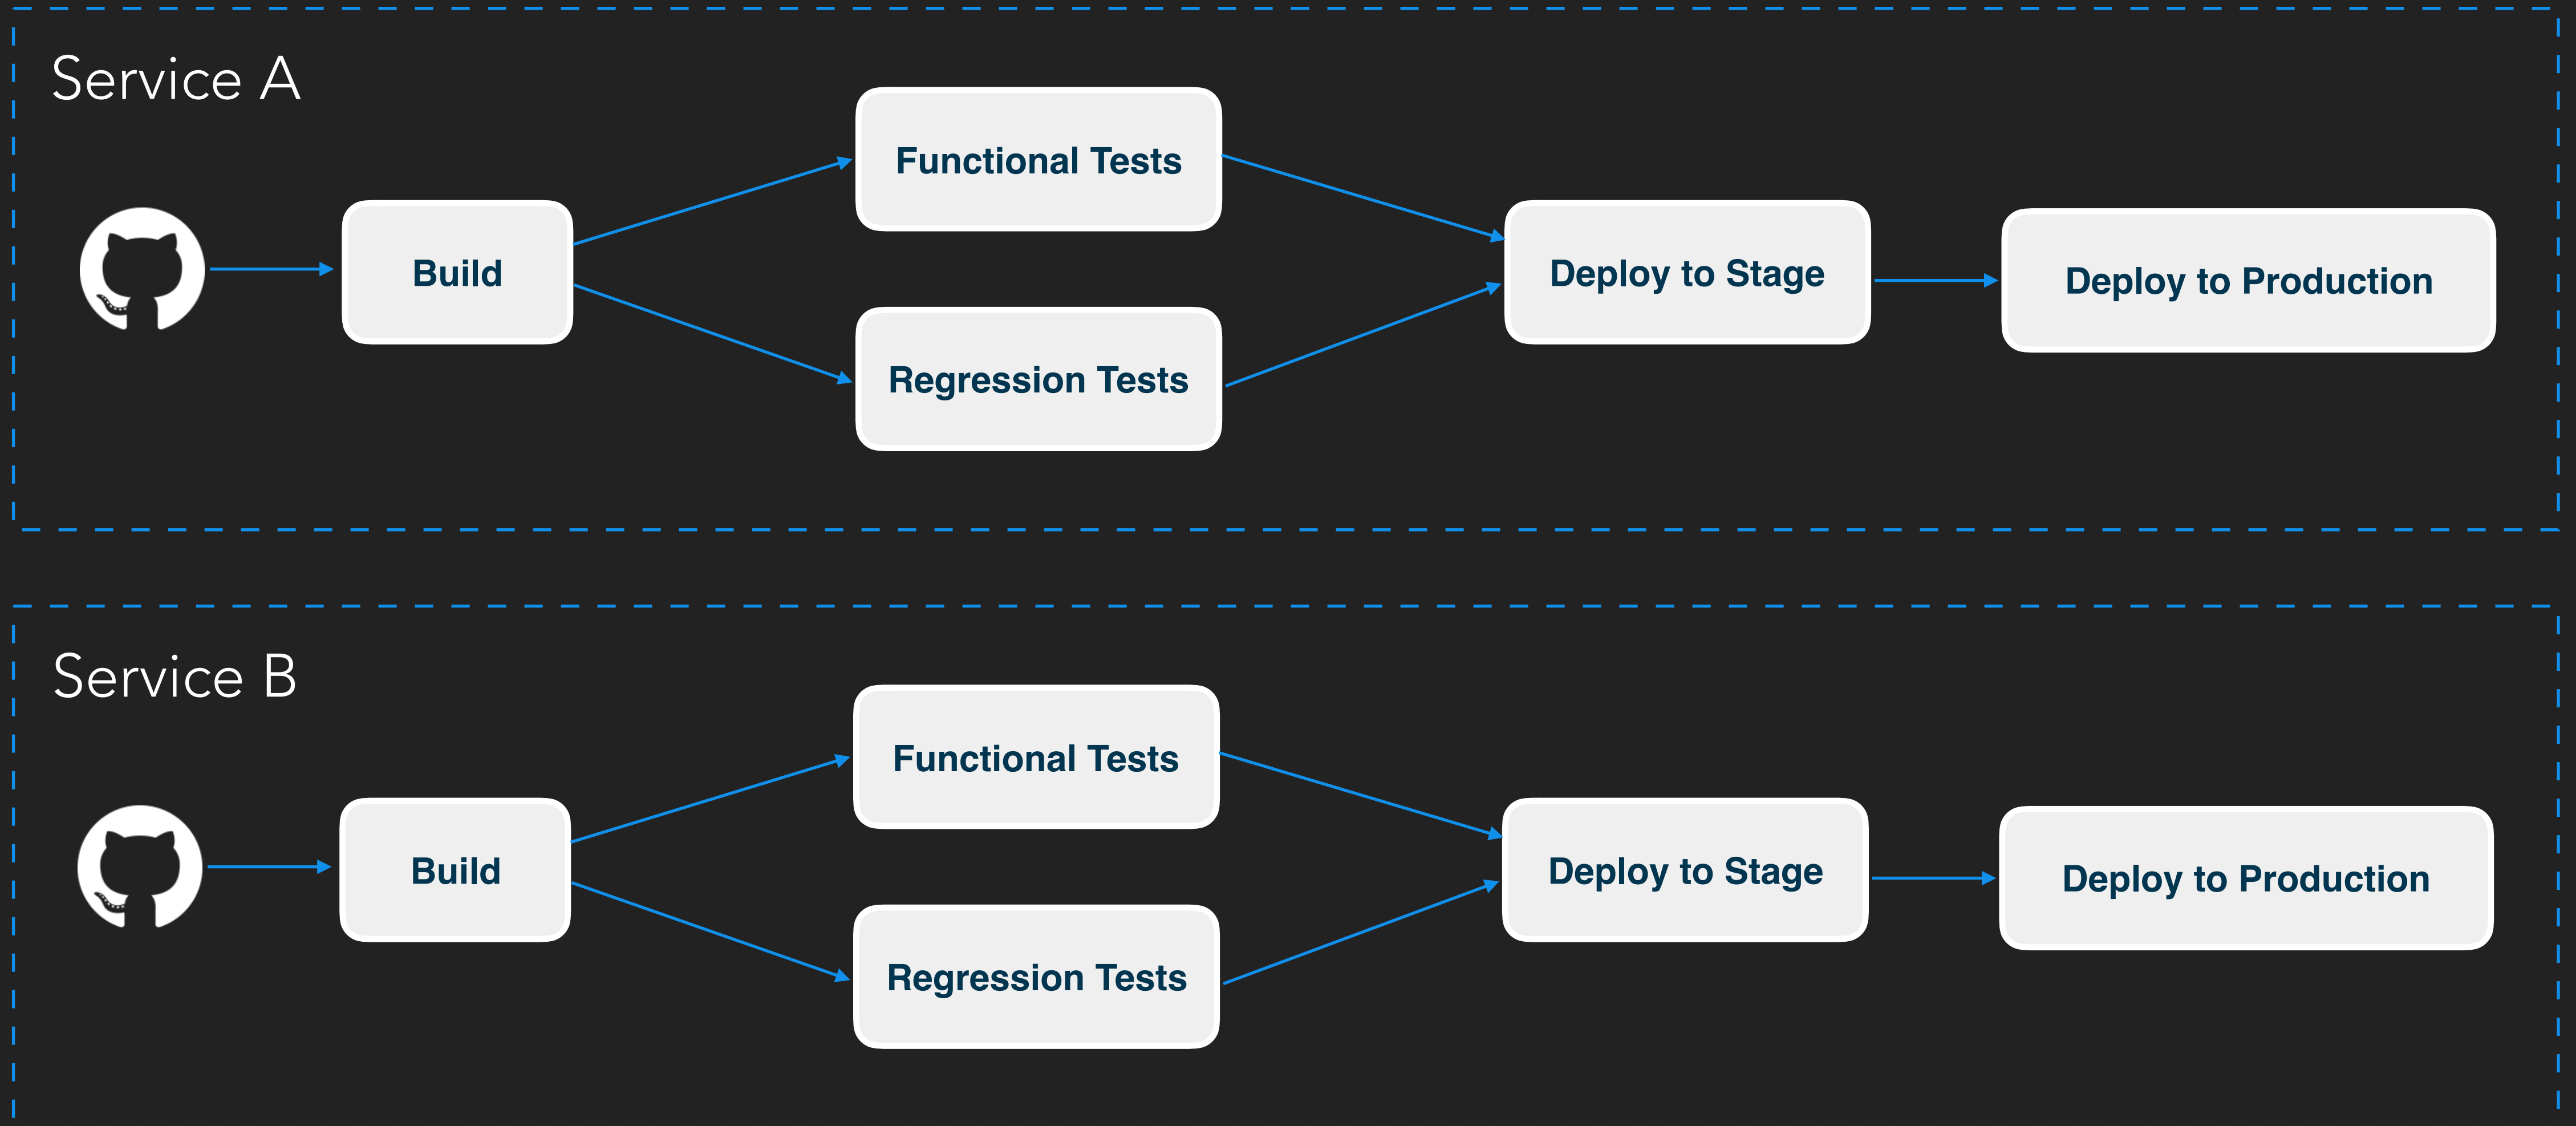 Service A
Functional Tests
Build
Deploy to Stage
Deploy to Production
Regression Tests
Service B
Functional Tests
Build
Deploy to Stage
Deploy to Production
Regression Tests